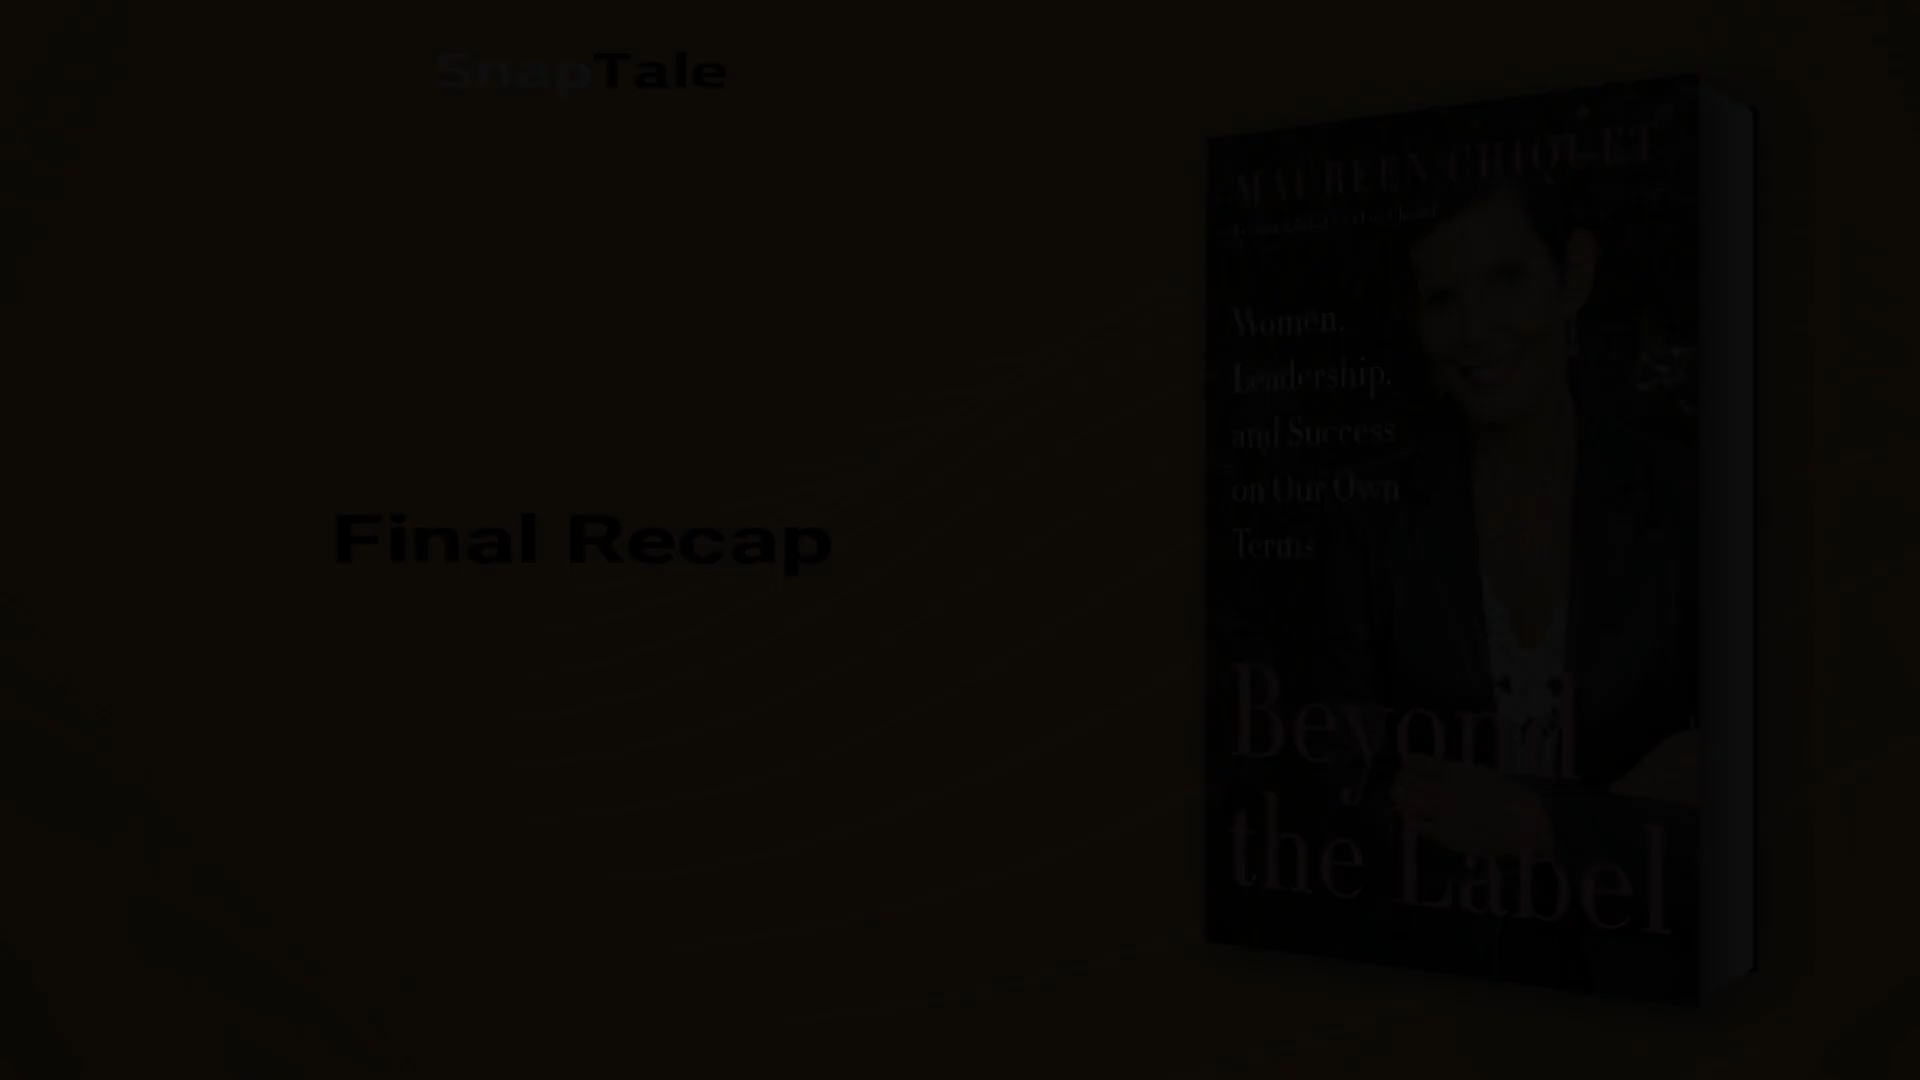 SnapTale
Final Recap
MAUREEN CHIQUET
Women,
Leadership,
and Success
on Our Own
Terms
Beyond
the Label